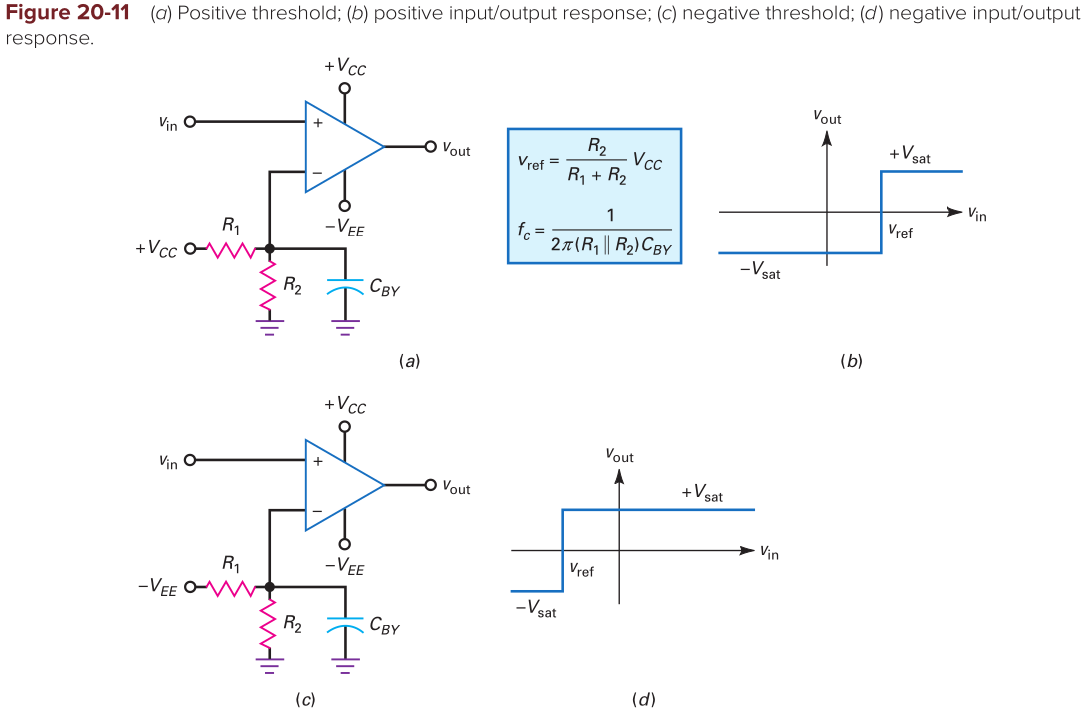 Figure 20-11 (a) Positive threshold; (b) positive input/output response; (c) negative threshold; (d) negative input/output
response.
+VCC
vin
+
−
vout
−VEE
R1
+VCC
R2
CBY
(a)
vref = R2 / (R1 + R2) VCC
fc = 1 / 2π(R1 ∥ R2)CBY
vout
+Vsat
vin
vref
−Vsat
(b)
+VCC
vin
+
−
vout
−VEE
R1
−VEE
R2
CBY
(c)
vout
+Vsat
vin
vref
−Vsat
(d)